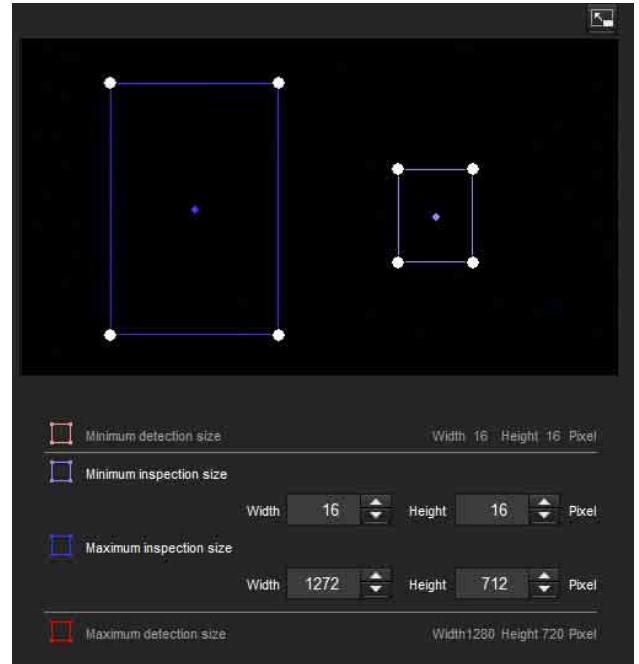 Minimum detection size Width 16 Height 16 Pixel
Minimum inspection size
Width 16 Height 16 Pixel
Maximum inspection size
Width 1272 Height 712 Pixel
Maximum detection size Width1280 Height 720 Pixel